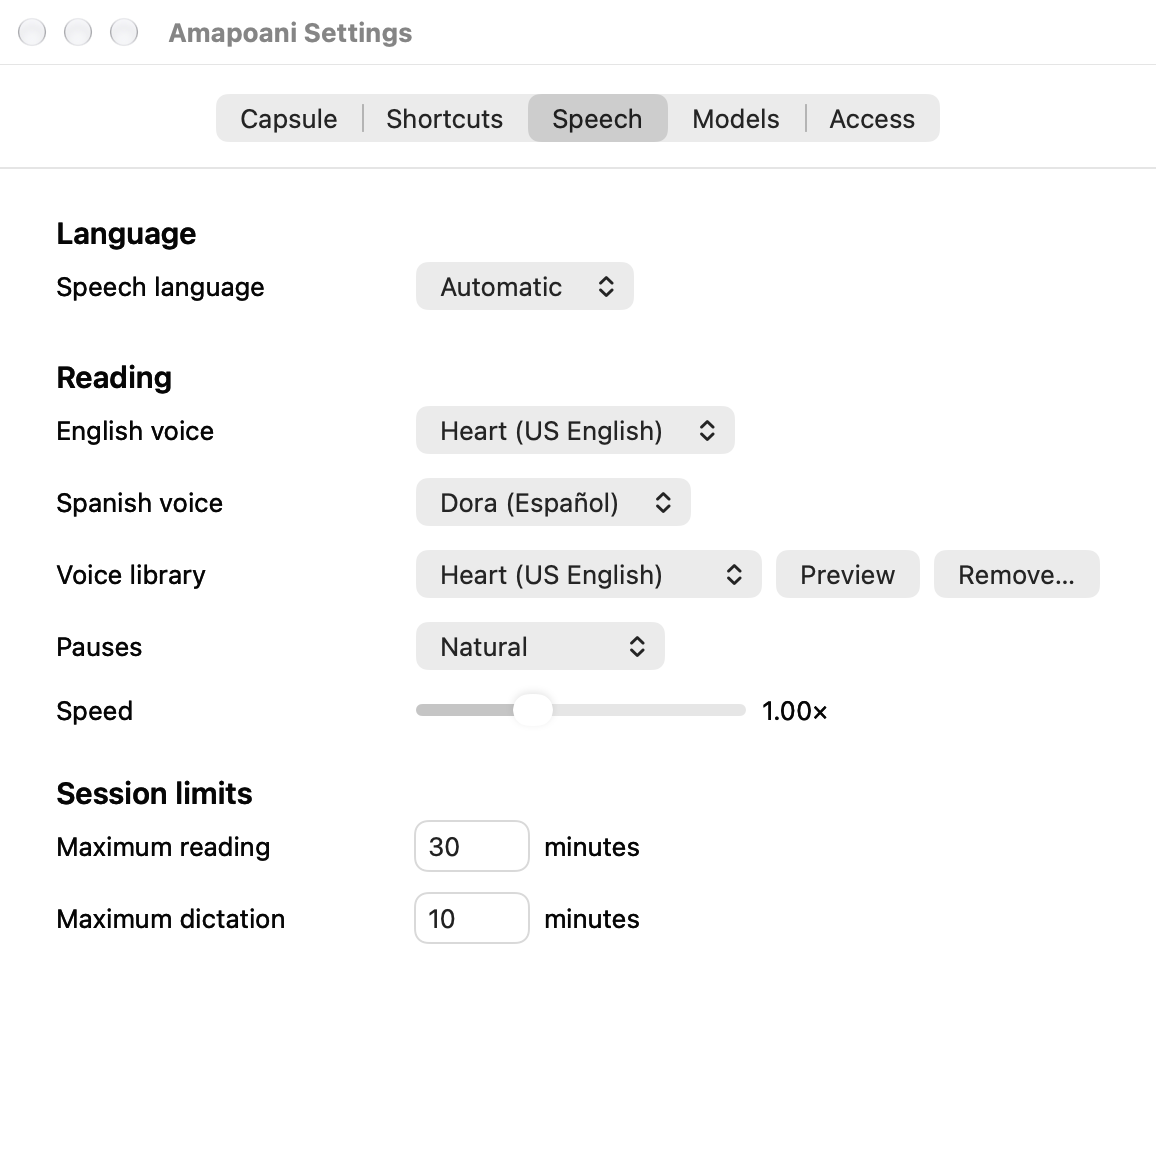 Amapoani Settings
Capsule Shortcuts Speech Models Access
Language
Speech language Automatic
Reading
English voice Heart (US English)
Spanish voice Dora (Español)
Voice library Heart (US English) Preview Remove...
Pauses Natural
Speed 1.00×
Session limits
Maximum reading 30 minutes
Maximum dictation 10 minutes